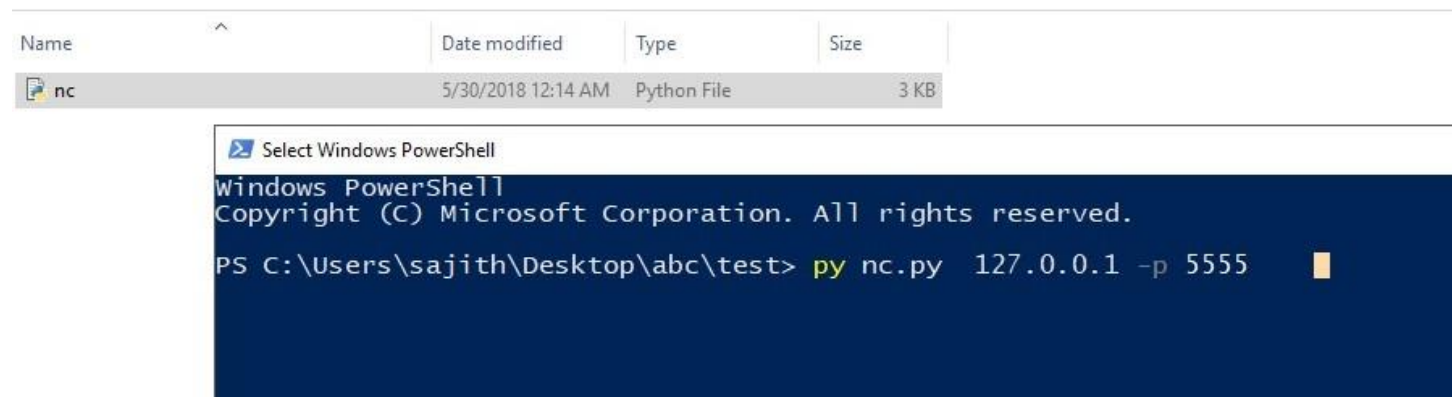 Name Date modified Type Size
nc 5/30/2018 12:14 AM Python File 3 KB
Select Windows PowerShell
Windows PowerShell
Copyright (C) Microsoft Corporation. All rights reserved.
PS C:\Users\sajith\Desktop\abc\test> py nc.py  127.0.0.1 -p 5555